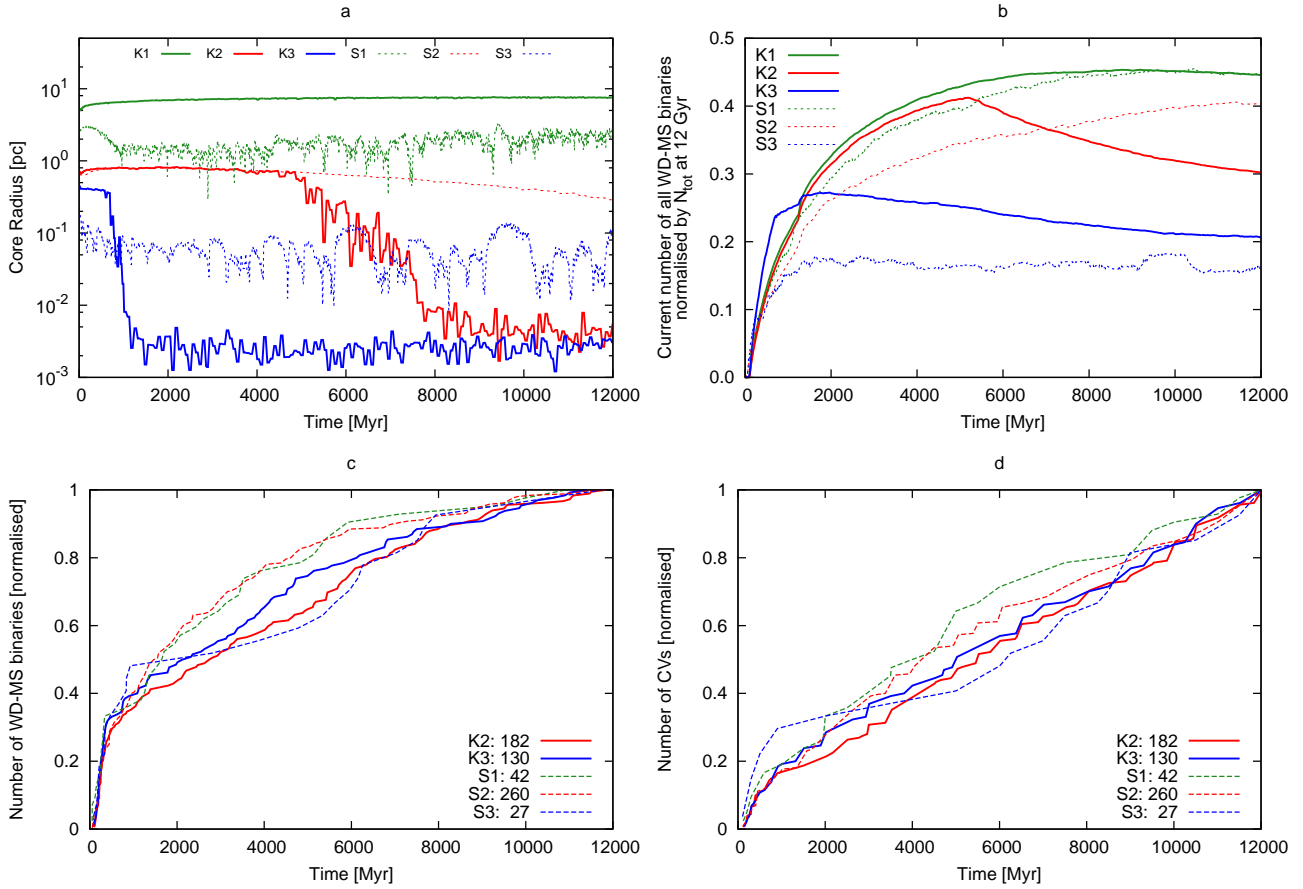 a
K1 K2 K3 S1 S2 S3
Core Radius [pc]
10^1
10^0
10^-1
10^-2
10^-3
0 2000 4000 6000 8000 10000 12000
Time [Myr]
b
Current number of all WD-MS binaries
normalised by N_tot at 12 Gyr
K1
K2
K3
S1
S2
S3
0.5
0.4
0.3
0.2
0.1
0.0
0 2000 4000 6000 8000 10000 12000
Time [Myr]
c
Number of WD-MS binaries [normalised]
1
0.8
0.6
0.4
0.2
0
K2: 182
K3: 130
S1: 42
S2: 260
S3: 27
0 2000 4000 6000 8000 10000 12000
Time [Myr]
d
Number of CVs [normalised]
1
0.8
0.6
0.4
0.2
0
K2: 182
K3: 130
S1: 42
S2: 260
S3: 27
0 2000 4000 6000 8000 10000 12000
Time [Myr]